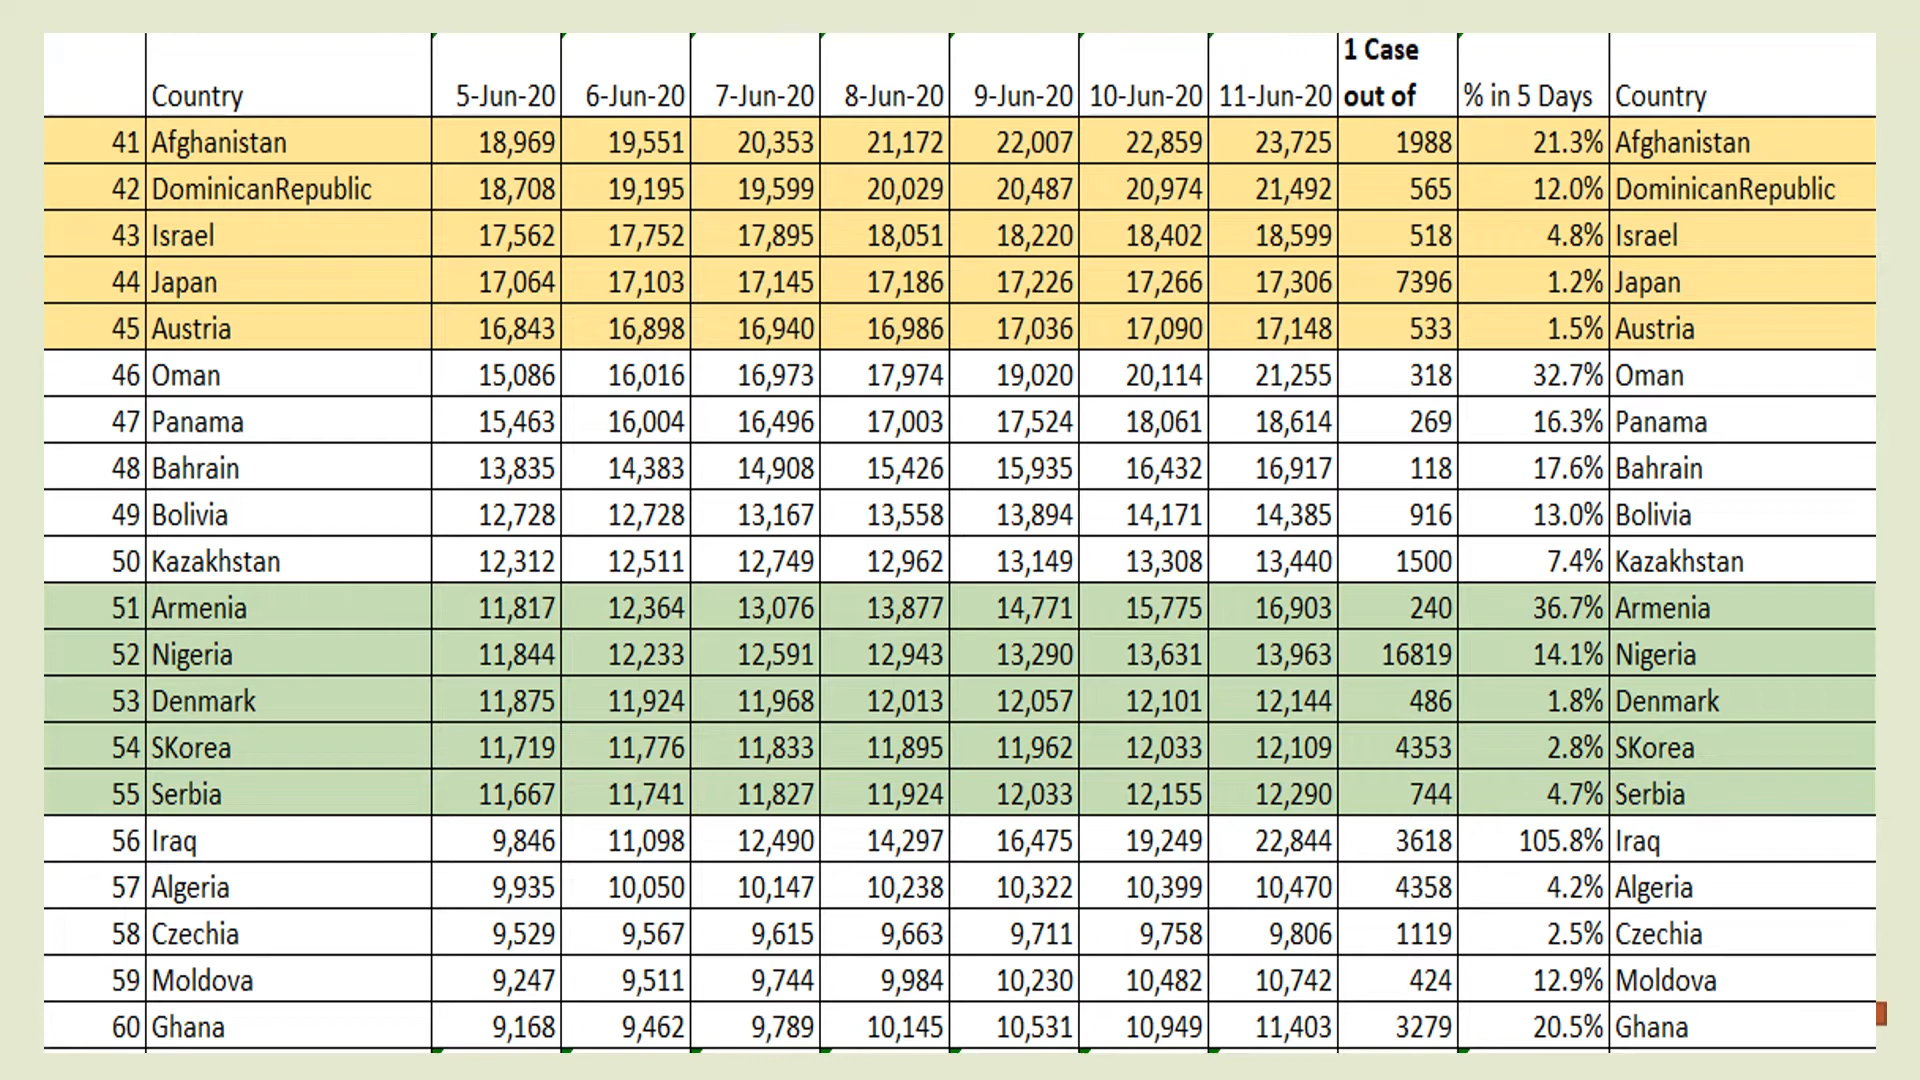 1 Case
Country 5-Jun-20 6-Jun-20 7-Jun-20 8-Jun-20 9-Jun-20 10-Jun-20 11-Jun-20 out of % in 5 Days Country
41 Afghanistan 18,969 19,551 20,353 21,172 22,007 22,859 23,725 1988 21.3% Afghanistan
42 DominicanRepublic 18,708 19,195 19,599 20,029 20,487 20,974 21,492 565 12.0% DominicanRepublic
43 Israel 17,562 17,752 17,895 18,051 18,220 18,402 18,599 518 4.8% Israel
44 Japan 17,064 17,103 17,145 17,186 17,226 17,266 17,306 7396 1.2% Japan
45 Austria 16,843 16,898 16,940 16,986 17,036 17,090 17,148 533 1.5% Austria
46 Oman 15,086 16,016 16,973 17,974 19,020 20,114 21,255 318 32.7% Oman
47 Panama 15,463 16,004 16,496 17,003 17,524 18,061 18,614 269 16.3% Panama
48 Bahrain 13,835 14,383 14,908 15,426 15,935 16,432 16,917 118 17.6% Bahrain
49 Bolivia 12,728 12,728 13,167 13,558 13,894 14,171 14,385 916 13.0% Bolivia
50 Kazakhstan 12,312 12,511 12,749 12,962 13,149 13,308 13,440 1500 7.4% Kazakhstan
51 Armenia 11,817 12,364 13,076 13,877 14,771 15,775 16,903 240 36.7% Armenia
52 Nigeria 11,844 12,233 12,591 12,943 13,290 13,631 13,963 16819 14.1% Nigeria
53 Denmark 11,875 11,924 11,968 12,013 12,057 12,101 12,144 486 1.8% Denmark
54 SKorea 11,719 11,776 11,833 11,895 11,962 12,033 12,109 4353 2.8% SKorea
55 Serbia 11,667 11,741 11,827 11,924 12,033 12,155 12,290 744 4.7% Serbia
56 Iraq 9,846 11,098 12,490 14,297 16,475 19,249 22,844 3618 105.8% Iraq
57 Algeria 9,935 10,050 10,147 10,238 10,322 10,399 10,470 4358 4.2% Algeria
58 Czechia 9,529 9,567 9,615 9,663 9,711 9,758 9,806 1119 2.5% Czechia
59 Moldova 9,247 9,511 9,744 9,984 10,230 10,482 10,742 424 12.9% Moldova
60 Ghana 9,168 9,462 9,789 10,145 10,531 10,949 11,403 3279 20.5% Ghana